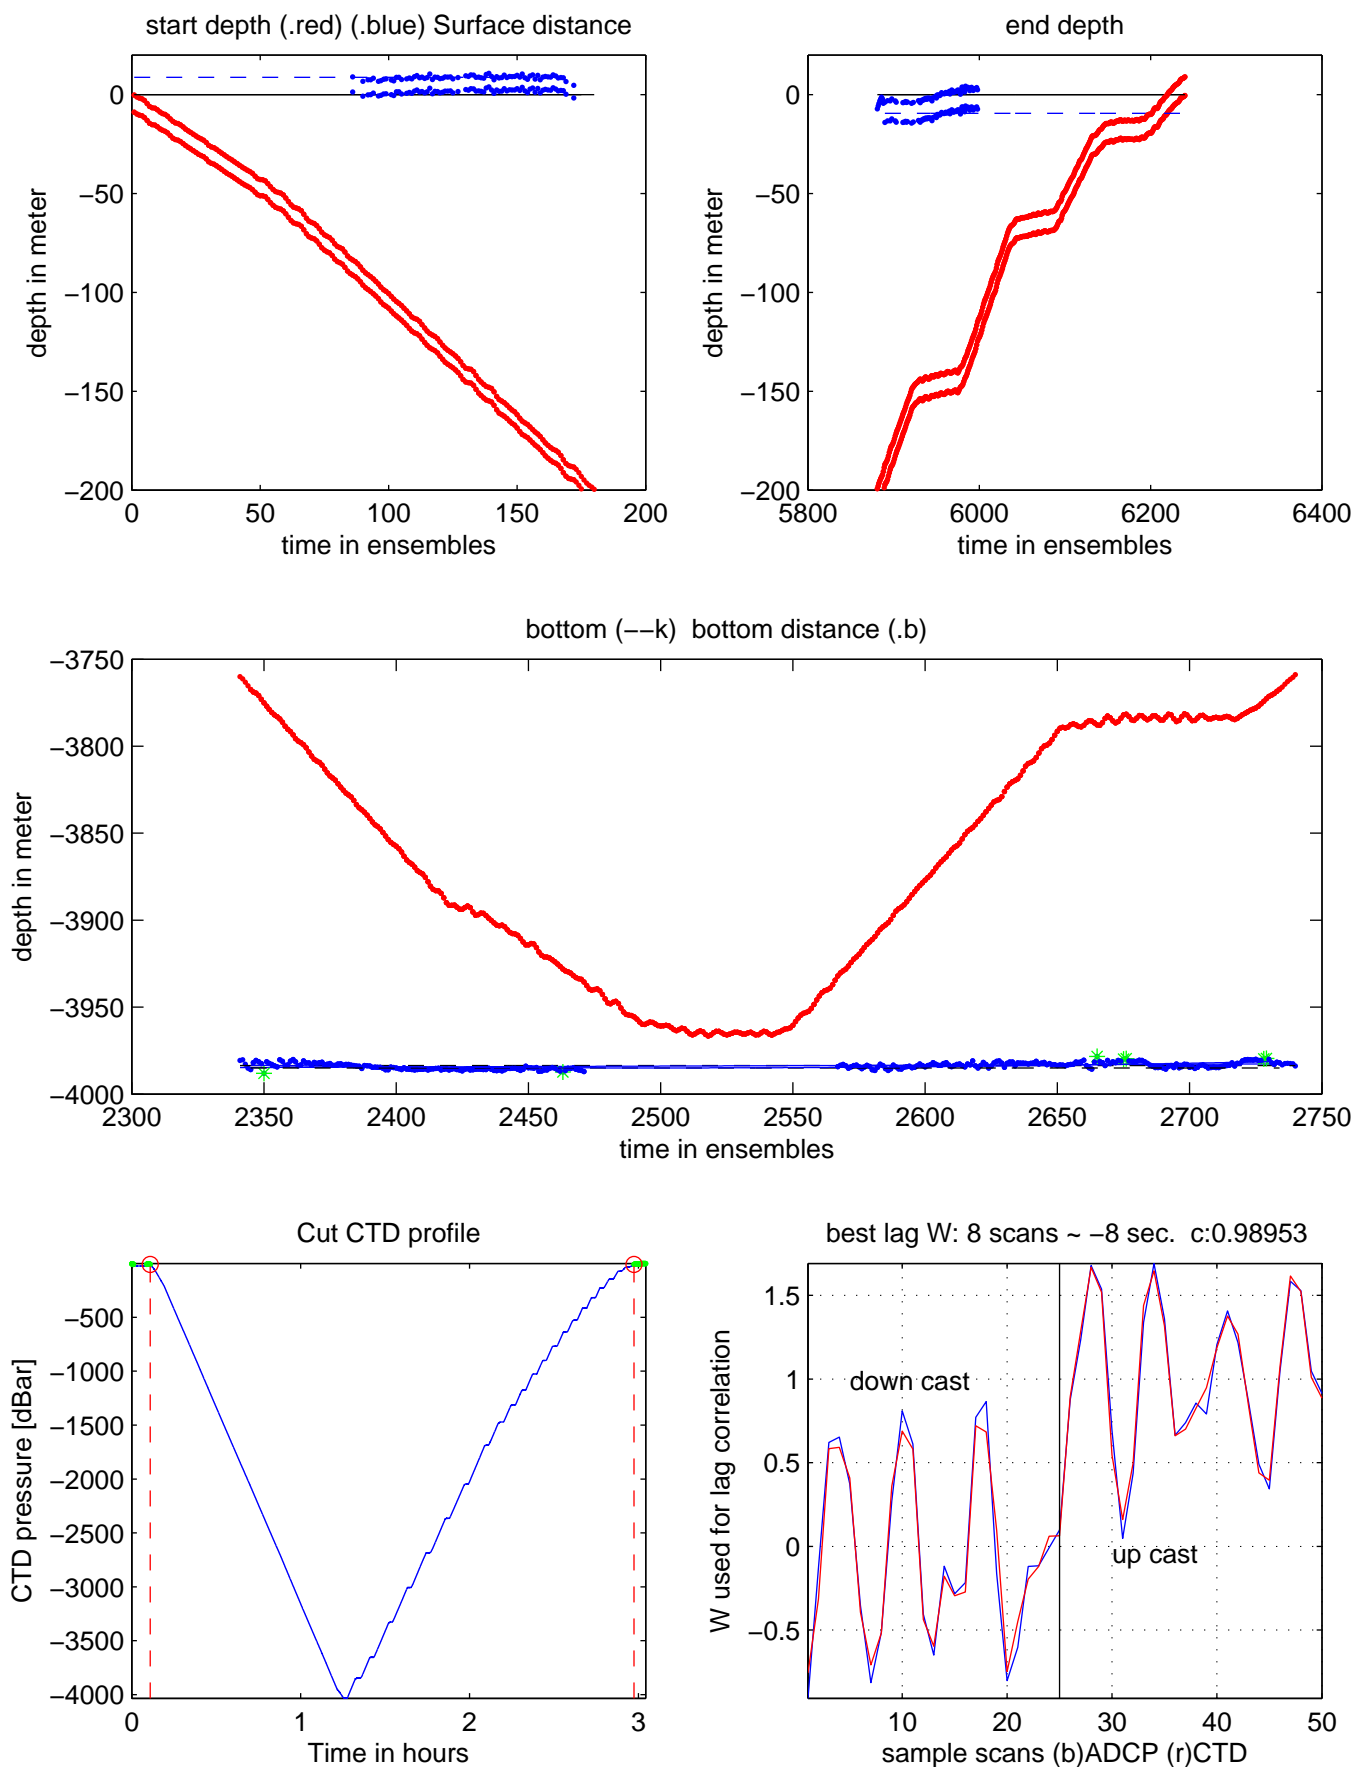 start depth (.red) (.blue) Surface distance
0
−50
−100
−150
−200
depth in meter
0 50 100 150 200
time in ensembles
end depth
0
−50
−100
−150
−200
depth in meter
5800 6000 6200 6400
time in ensembles
bottom (−−k) bottom distance (.b)
−3750
−3800
−3850
−3900
−3950
−4000
depth in meter
2300 2350 2400 2450 2500 2550 2600 2650 2700 2750
time in ensembles
Cut CTD profile
−500
−1000
−1500
−2000
−2500
−3000
−3500
−4000
CTD pressure [dBar]
0 1 2 3
Time in hours
best lag W: 8 scans ~ −8 sec. c:0.98953
1.5
1
0.5
0
−0.5
W used for lag correlation
down cast
up cast
10 20 30 40 50
sample scans (b)ADCP (r)CTD